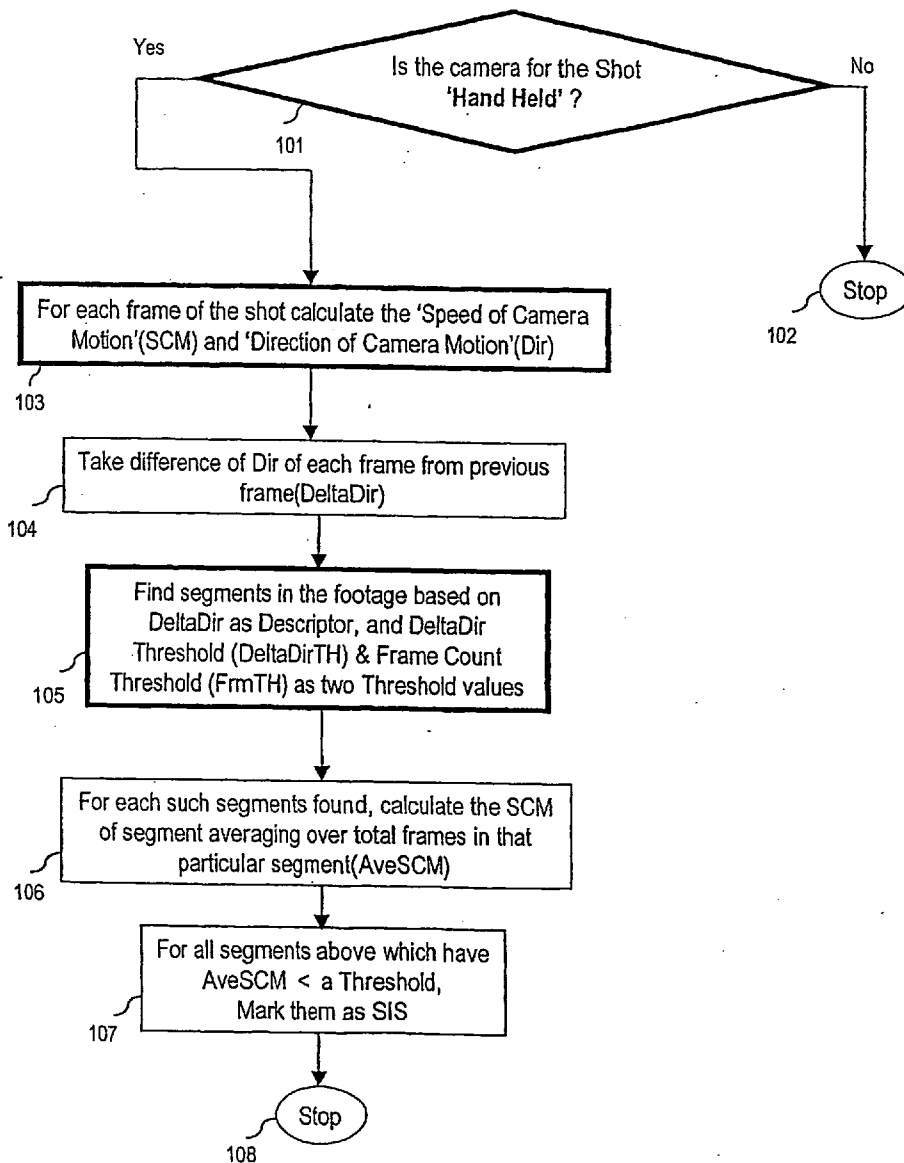 Yes
Is the camera for the Shot
'Hand Held' ?
No
101
Stop
102
For each frame of the shot calculate the 'Speed of Camera
Motion'(SCM) and 'Direction of Camera Motion'(Dir)
103
Take difference of Dir of each frame from previous
frame(DeltaDir)
104
Find segments in the footage based on
DeltaDir as Descriptor, and DeltaDir
Threshold (DeltaDirTH) & Frame Count
Threshold (FrmTH) as two Threshold values
105
For each such segments found, calculate the SCM
of segment averaging over total frames in that
particular segment(AveSCM)
106
For all segments above which have
AveSCM < a Threshold,
Mark them as SIS
107
Stop
108